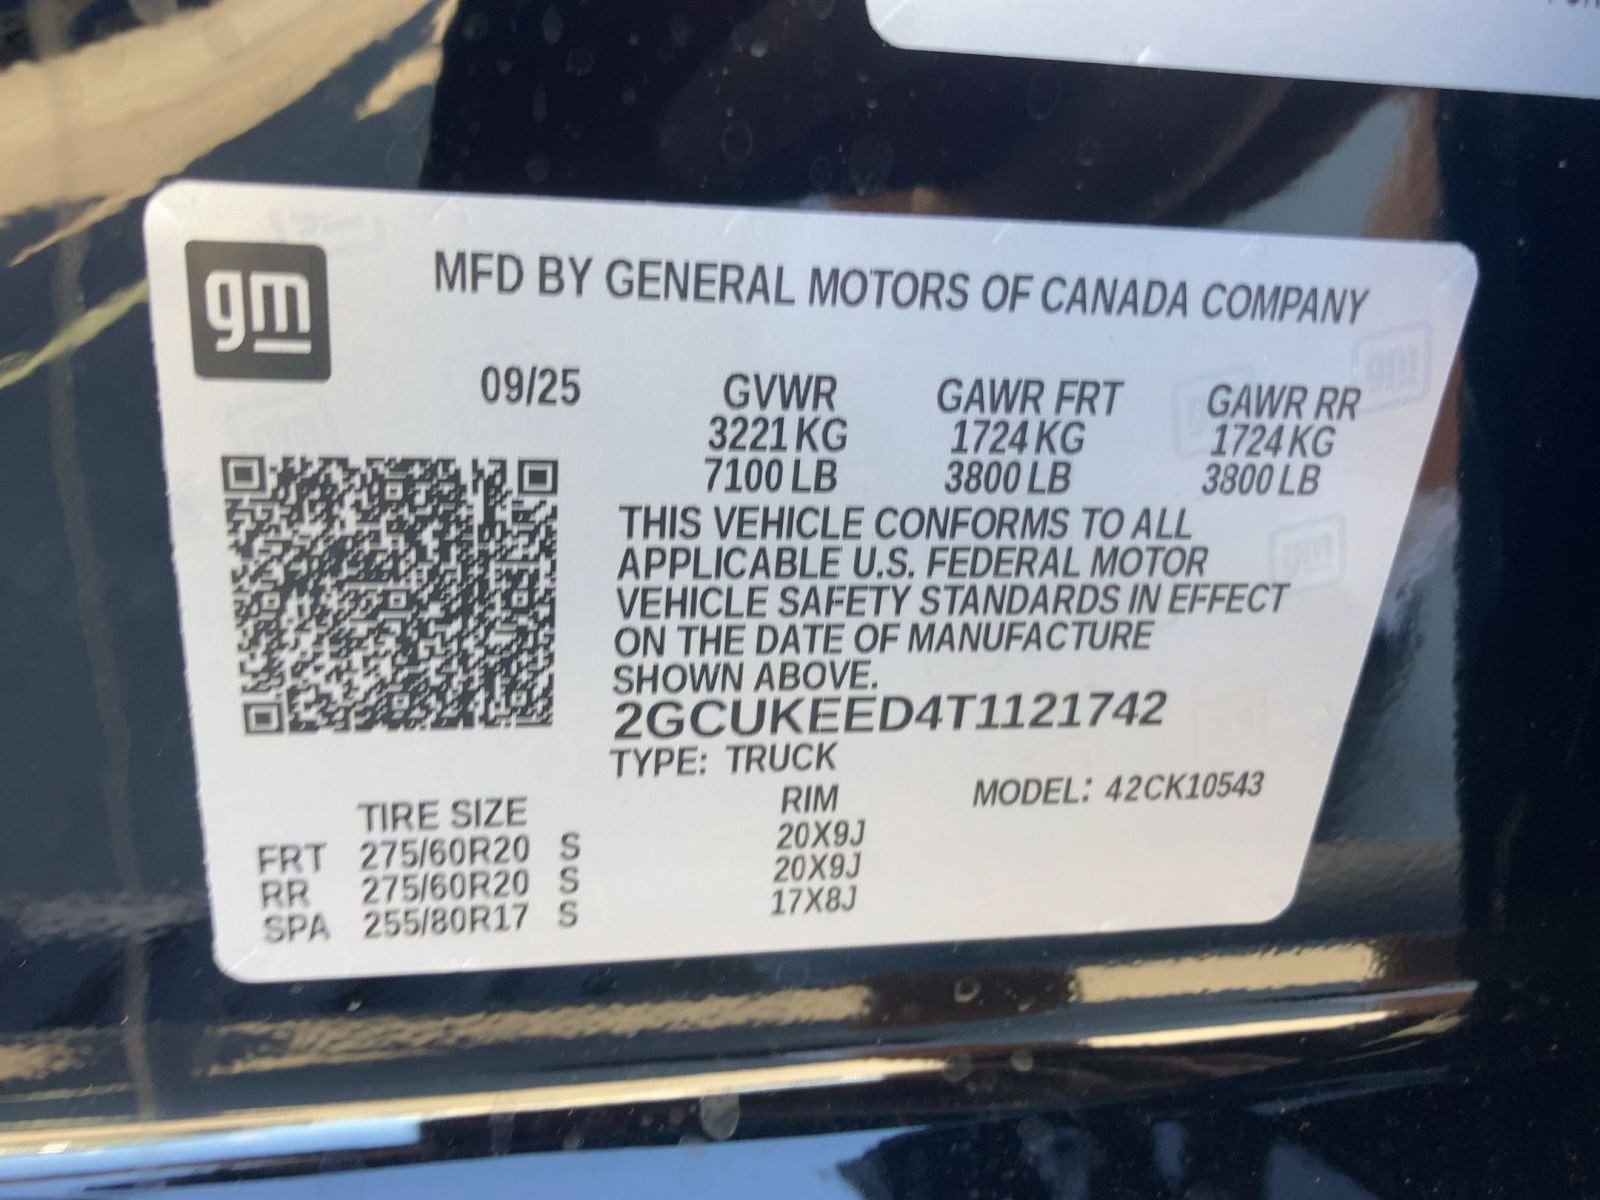 gm
MFD BY GENERAL MOTORS OF CANADA COMPANY
09/25 GVWR GAWR FRT GAWR RR
3221 KG 1724 KG 1724 KG
7100 LB 3800 LB 3800 LB
THIS VEHICLE CONFORMS TO ALL
APPLICABLE U.S. FEDERAL MOTOR
VEHICLE SAFETY STANDARDS IN EFFECT
ON THE DATE OF MANUFACTURE
SHOWN ABOVE.
2GCUKEED4T1121742
TYPE: TRUCK
TIRE SIZE RIM MODEL: 42CK10543
FRT 275/60R20 S 20X9J
RR 275/60R20 S 20X9J
SPA 255/80R17 S 17X8J